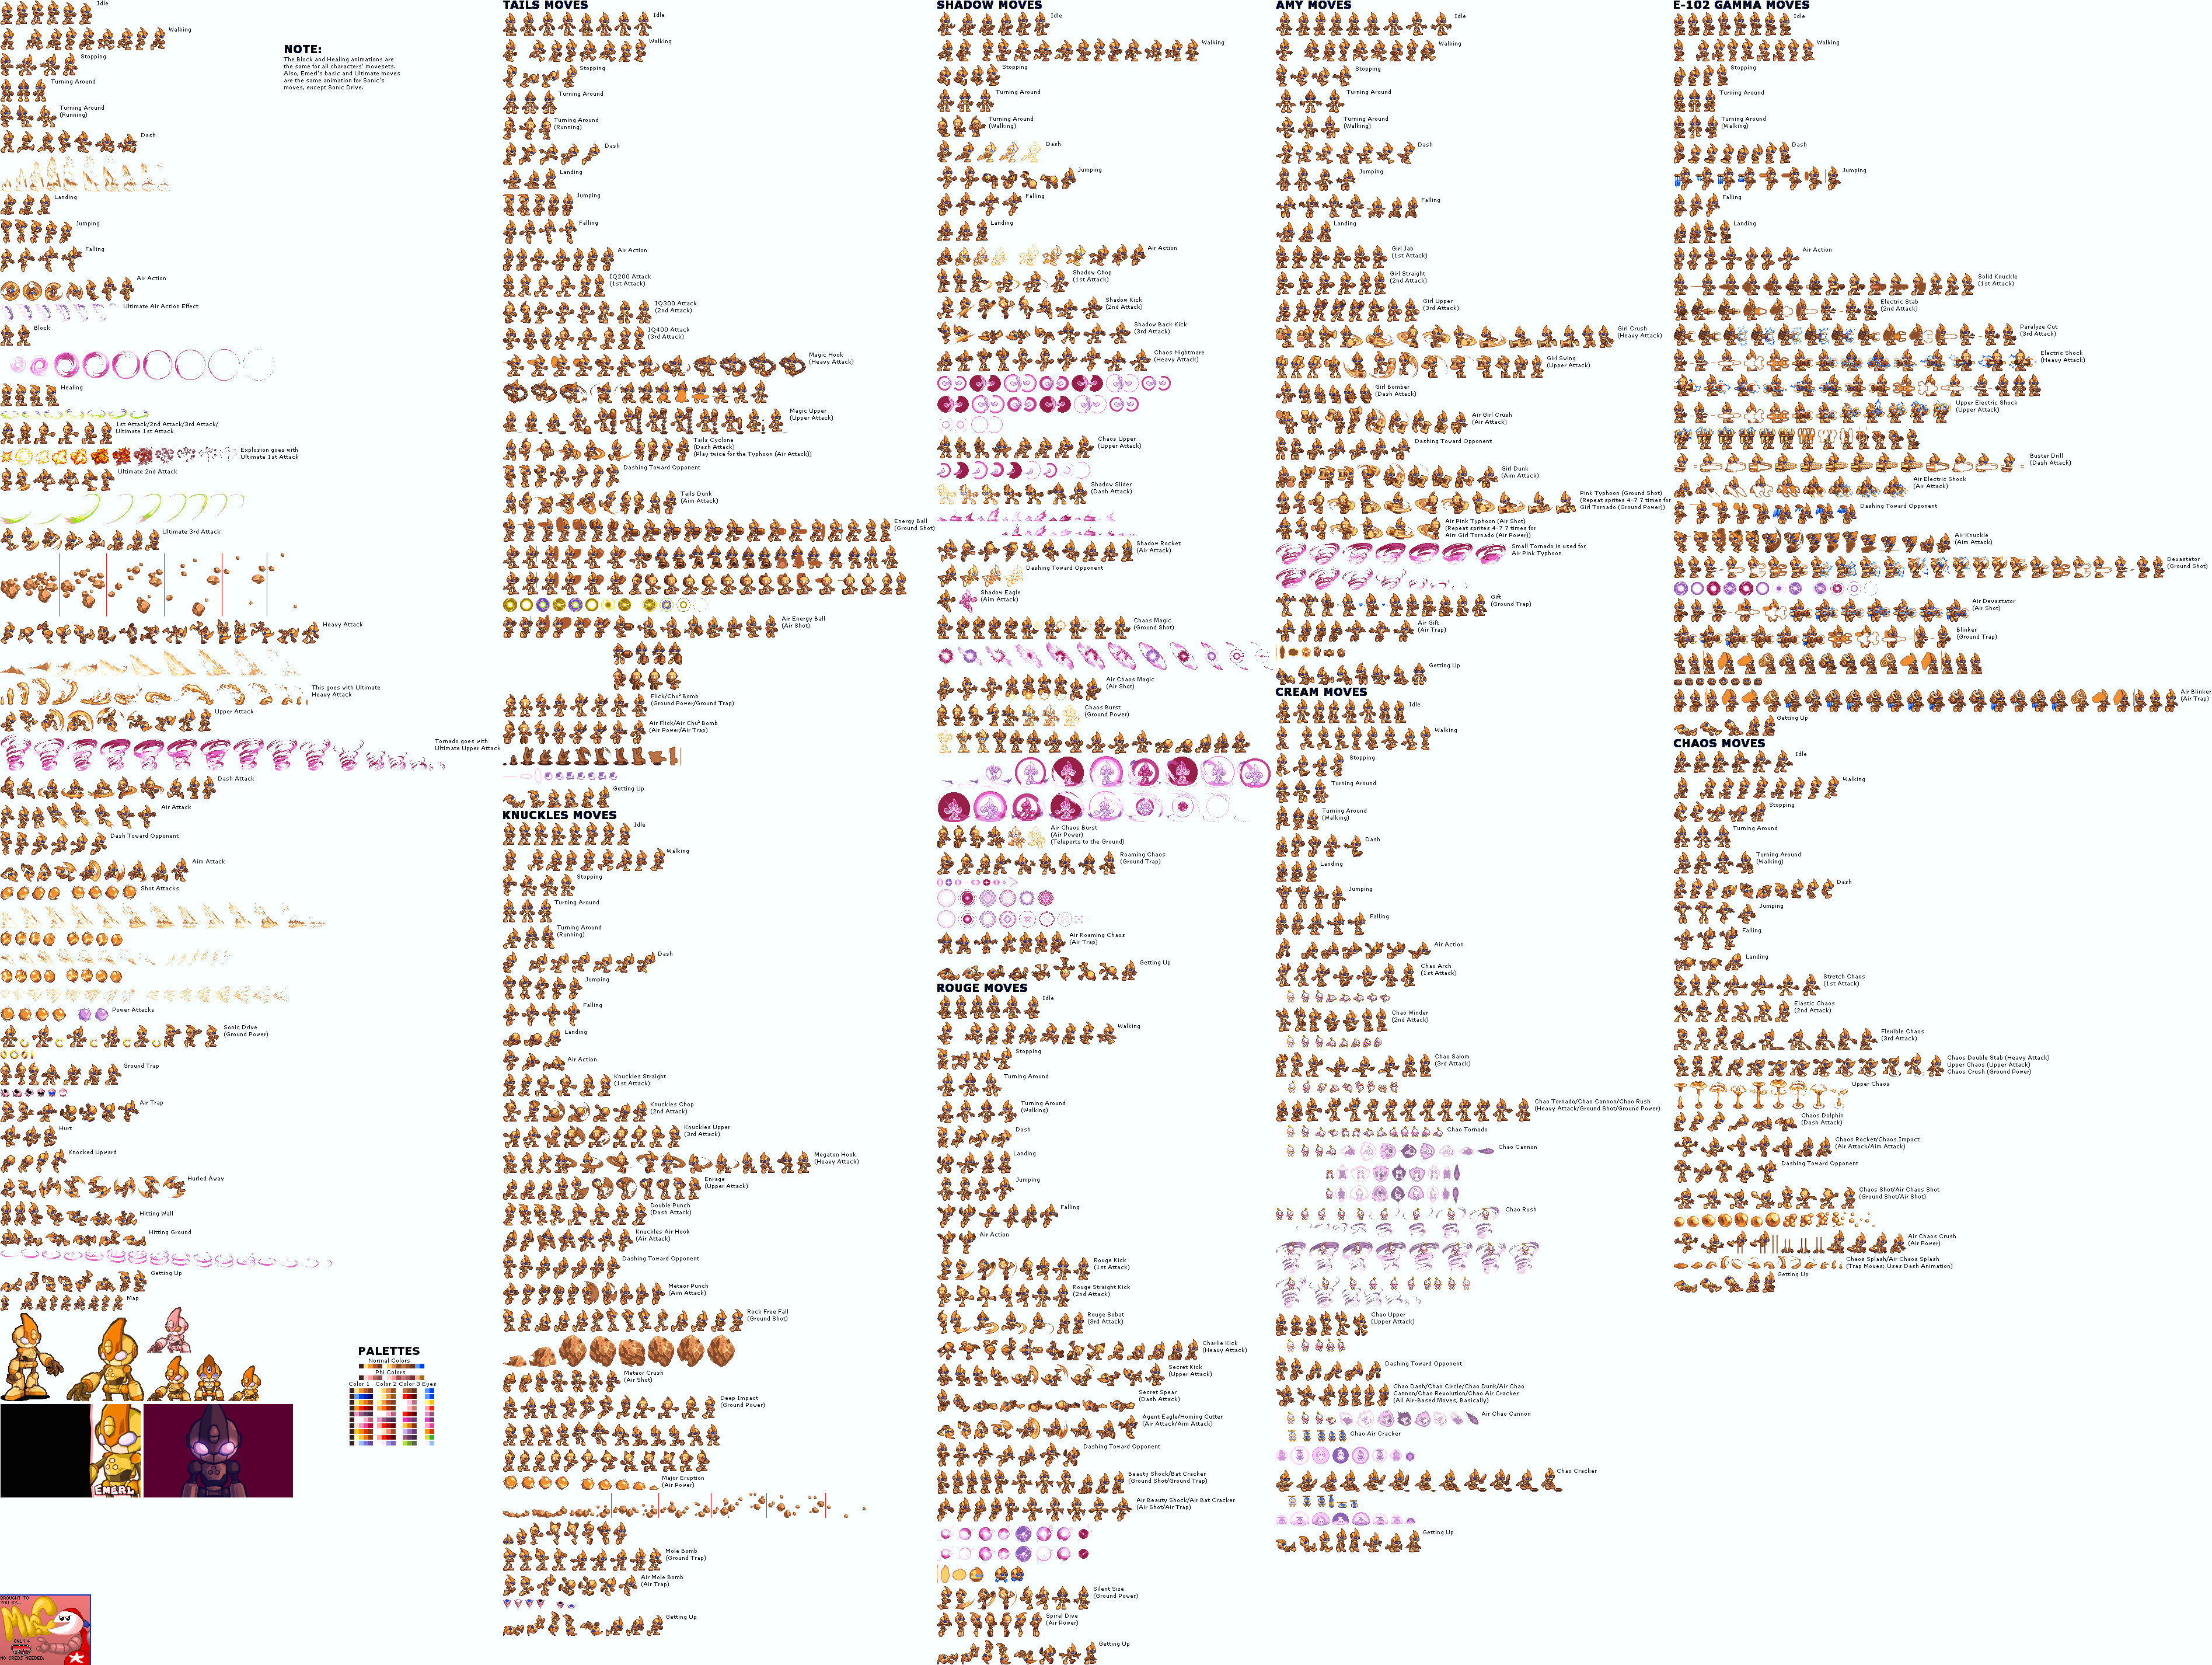 Idle
Walking
Stopping
Turning Around
Turning Around
(Running)
Dash
Landing
Jumping
Falling
Air Action
Ultimate Air Action Effect
Block
Healing
1st Attack/2nd Attack/3rd Attack/
Ultimate 1st Attack
Explosion goes with
Ultimate 1st Attack
Ultimate 2nd Attack
Ultimate 3rd Attack
Heavy Attack
This goes with Ultimate
Heavy Attack
Upper Attack
Tornado goes with
Ultimate Upper Attack
Dash Attack
Air Attack
Dash Toward Opponent
Aim Attack
Shot Attacks
Power Attacks
Sonic Drive
(Ground Power)
Ground Trap
Air Trap
Hurt
Knocked Upward
Hurled Away
Hitting Wall
Hitting Ground
Getting Up
Map
NOTE:
The Block and Healing animations are
the same for all characters' movesets.
Also, Emerl's basic and Ultimate moves
are the same animation for Sonic's
moves, except Sonic Drive.
PALETTES
Normal Colors
Phi Colors
Color 1 Color 2 Color 3 Eyes
EMERL
BROUGHT TO
YOU BY...
Mr.C
ONLY 4
NO CREDS NEEDED.
TAILS MOVES
Idle
Walking
Stopping
Turning Around
Turning Around
(Running)
Dash
Landing
Jumping
Falling
Air Action
IQ200 Attack
(1st Attack)
IQ300 Attack
(2nd Attack)
IQ400 Attack
(3rd Attack)
Magic Hook
(Heavy Attack)
Magic Upper
(Upper Attack)
Tails Cyclone
(Dash Attack)
(Play twice for the Typhoon (Air Attack))
Dashing Toward Opponent
Tails Dunk
(Aim Attack)
Energy Ball
(Ground Shot)
Air Energy Ball
(Air Shot)
Flick/Chu² Bomb
(Ground Power/Ground Trap)
Air Flick/Air Chu² Bomb
(Air Power/Air Trap)
Getting Up
KNUCKLES MOVES
Idle
Walking
Stopping
Turning Around
Turning Around
(Running)
Dash
Jumping
Falling
Landing
Air Action
Knuckles Straight
(1st Attack)
Knuckles Chop
(2nd Attack)
Knuckles Upper
(3rd Attack)
Megaton Hook
(Heavy Attack)
Enrage
(Upper Attack)
Double Punch
(Dash Attack)
Knuckles Air Hook
(Air Attack)
Dashing Toward Opponent
Meteor Punch
(Aim Attack)
Rock Free Fall
(Ground Shot)
Meteor Crush
(Air Shot)
Deep Impact
(Ground Power)
Major Eruption
(Air Power)
Mole Bomb
(Ground Trap)
Air Mole Bomb
(Air Trap)
Getting Up
SHADOW MOVES
Idle
Walking
Stopping
Turning Around
Turning Around
(Walking)
Dash
Jumping
Falling
Landing
Air Action
Shadow Chop
(1st Attack)
Shadow Kick
(2nd Attack)
Shadow Back Kick
(3rd Attack)
Chaos Nightmare
(Heavy Attack)
Chaos Upper
(Upper Attack)
Shadow Slider
(Dash Attack)
Shadow Rocket
(Air Attack)
Dashing Toward Opponent
Shadow Eagle
(Aim Attack)
Chaos Magic
(Ground Shot)
Air Chaos Magic
(Air Shot)
Chaos Burst
(Ground Power)
Air Chaos Burst
(Air Power)
(Teleports to the Ground)
Roaming Chaos
(Ground Trap)
Air Roaming Chaos
(Air Trap)
Getting Up
ROUGE MOVES
Idle
Walking
Stopping
Turning Around
Turning Around
(Walking)
Dash
Landing
Jumping
Falling
Air Action
Rouge Kick
(1st Attack)
Rouge Straight Kick
(2nd Attack)
Rouge Sobat
(3rd Attack)
Charlie Kick
(Heavy Attack)
Secret Kick
(Upper Attack)
Secret Spear
(Dash Attack)
Agent Eagle/Homing Cutter
(Air Attack/Aim Attack)
Dashing Toward Opponent
Beauty Shock/Bat Cracker
(Ground Shot/Ground Trap)
Air Beauty Shock/Air Bat Cracker
(Air Shot/Air Trap)
Silent Size
(Ground Power)
Spiral Dive
(Air Power)
Getting Up
AMY MOVES
Idle
Walking
Stopping
Turning Around
Turning Around
(Walking)
Dash
Jumping
Falling
Landing
Girl Jab
(1st Attack)
Girl Straight
(2nd Attack)
Girl Upper
(3rd Attack)
Girl Crush
(Heavy Attack)
Girl Swing
(Upper Attack)
Girl Bomber
(Dash Attack)
Air Girl Crush
(Air Attack)
Dashing Toward Opponent
Girl Dunk
(Aim Attack)
Pink Typhoon (Ground Shot)
(Repeat sprites 4-7 7 times for
Girl Tornado (Ground Power))
Air Pink Typhoon (Air Shot)
(Repeat sprites 4-7 7 times for
Airr Girl Tornado (Air Power))
Small Tornado is used for
Air Pink Typhoon
Gift
(Ground Trap)
Air Gift
(Air Trap)
Getting Up
CREAM MOVES
Idle
Walking
Stopping
Turning Around
Turning Around
(Walking)
Dash
Landing
Jumping
Falling
Air Action
Chao Arch
(1st Attack)
Chao Winder
(2nd Attack)
Chao Salom
(3rd Attack)
Chao Tornado/Chao Cannon/Chao Rush
(Heavy Attack/Ground Shot/Ground Power)
Chao Tornado
Chao Cannon
Chao Rush
Chao Upper
(Upper Attack)
Dashing Toward Opponent
Chao Dash/Chao Circle/Chao Dunk/Air Chao
Cannon/Chao Revolution/Chao Air Cracker
(All Air-Based Moves, Basically)
Air Chao Cannon
Chao Air Cracker
Chao Cracker
Getting Up
E-102 GAMMA MOVES
Idle
Walking
Stopping
Turning Around
Turning Around
(Walking)
Dash
Jumping
Falling
Landing
Air Action
Solid Knuckle
(1st Attack)
Electric Stab
(2nd Attack)
Paralyze Cut
(3rd Attack)
Electric Shock
(Heavy Attack)
Upper Electric Shock
(Upper Attack)
Buster Drill
(Dash Attack)
Air Electric Shock
(Air Attack)
Dashing Toward Opponent
Air Knuckle
(Aim Attack)
Devastator
(Ground Shot)
Air Devastator
(Air Shot)
Blinker
(Ground Trap)
Air Blinker
(Air Trap)
Getting Up
CHAOS MOVES
Idle
Walking
Stopping
Turning Around
Turning Around
(Walking)
Dash
Jumping
Falling
Landing
Stretch Chaos
(1st Attack)
Elastic Chaos
(2nd Attack)
Flexible Chaos
(3rd Attack)
Chaos Double Stab (Heavy Attack)
Upper Chaos (Upper Attack)
Chaos Crush (Ground Power)
Upper Chaos
Chaos Dolphin
(Dash Attack)
Chaos Rocket/Chaos Impact
(Air Attack/Aim Attack)
Dashing Toward Opponent
Chaos Shot/Air Chaos Shot
(Ground Shot/Air Shot)
Air Chaos Crush
(Air Power)
Chaos Splash/Air Chaos Splash
(Trap Moves; Uses Dash Animation)
Getting Up